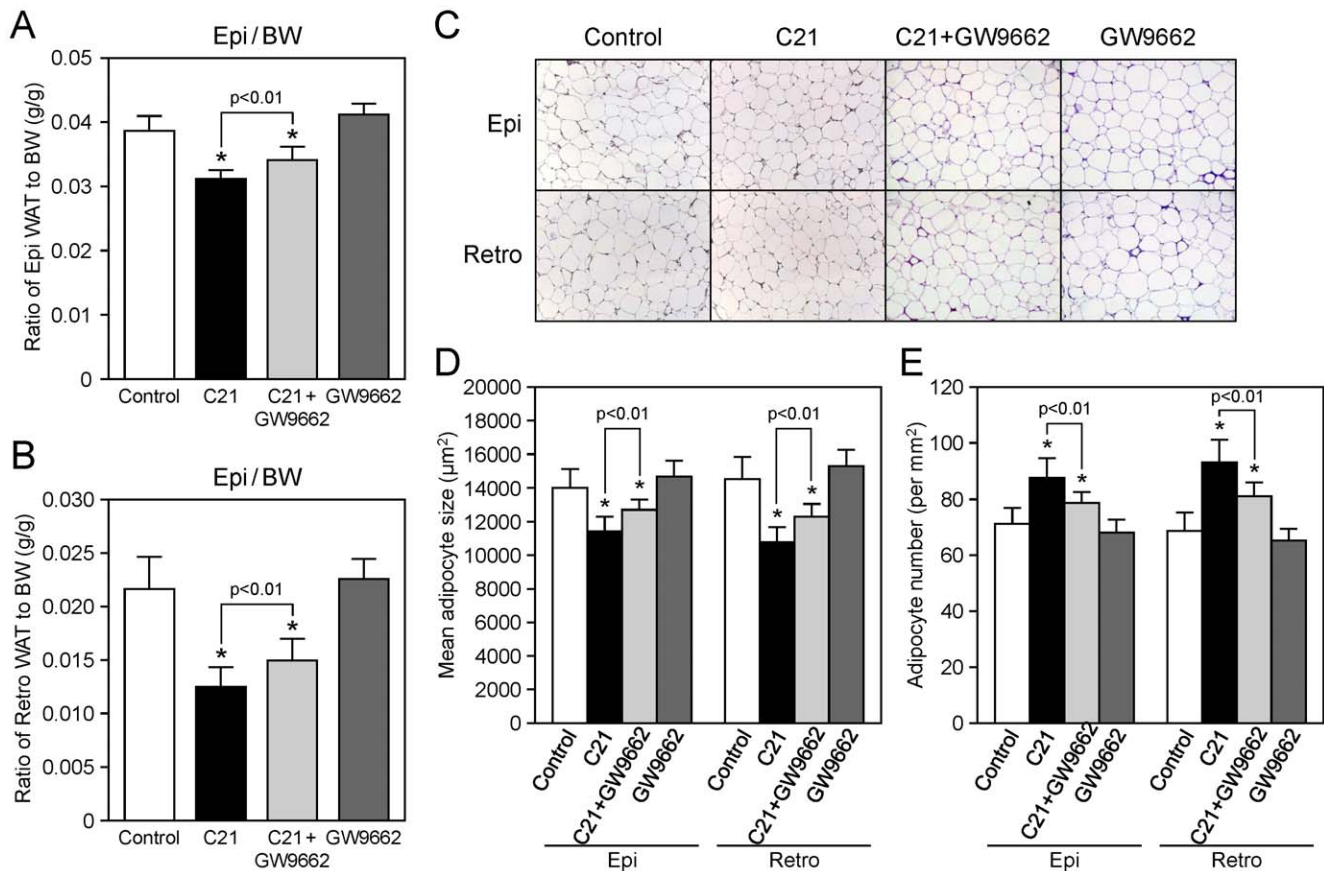 A
Epi/BW
Ratio of Epi WAT to BW (g/g)
0.05
0.04
0.03
0.02
0.01
0
p<0.01
*
*
Control
C21
C21+
GW9662
GW9662
B
Epi/BW
Ratio of Retro WAT to BW (g/g)
0.030
0.025
0.020
0.015
0.010
0.005
0.000
p<0.01
*
*
Control
C21
C21+
GW9662
GW9662
C
Control
C21
C21+GW9662
GW9662
Epi
Retro
D
Mean adipocyte size (µm²)
20000
18000
16000
14000
12000
10000
8000
6000
4000
2000
0
p<0.01
*
*
p<0.01
*
*
Control
C21
C21+GW9662
GW9662
Control
C21
C21+GW9662
GW9662
Epi
Retro
E
Adipocyte number (per mm²)
120
100
80
60
40
20
0
p<0.01
*
*
p<0.01
*
*
Control
C21
C21+GW9662
GW9662
Control
C21
C21+GW9662
GW9662
Epi
Retro